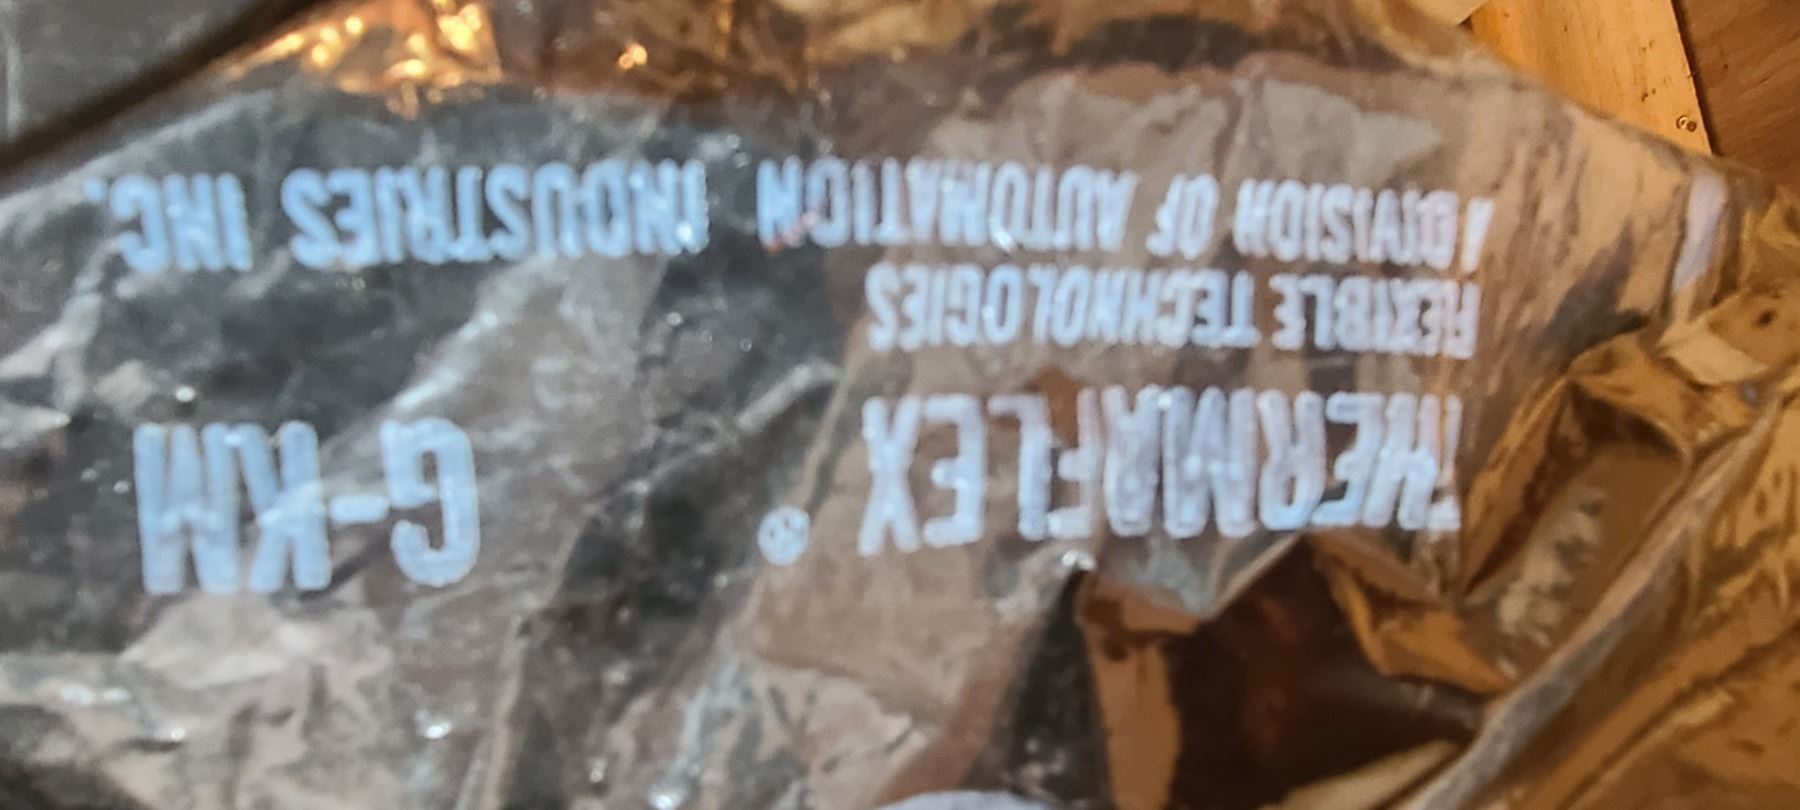 THERMAFLEX ® G-KM
FLEXIBLE TECHNOLOGIES
A DIVISION OF AUTOMATION INDUSTRIES INC.